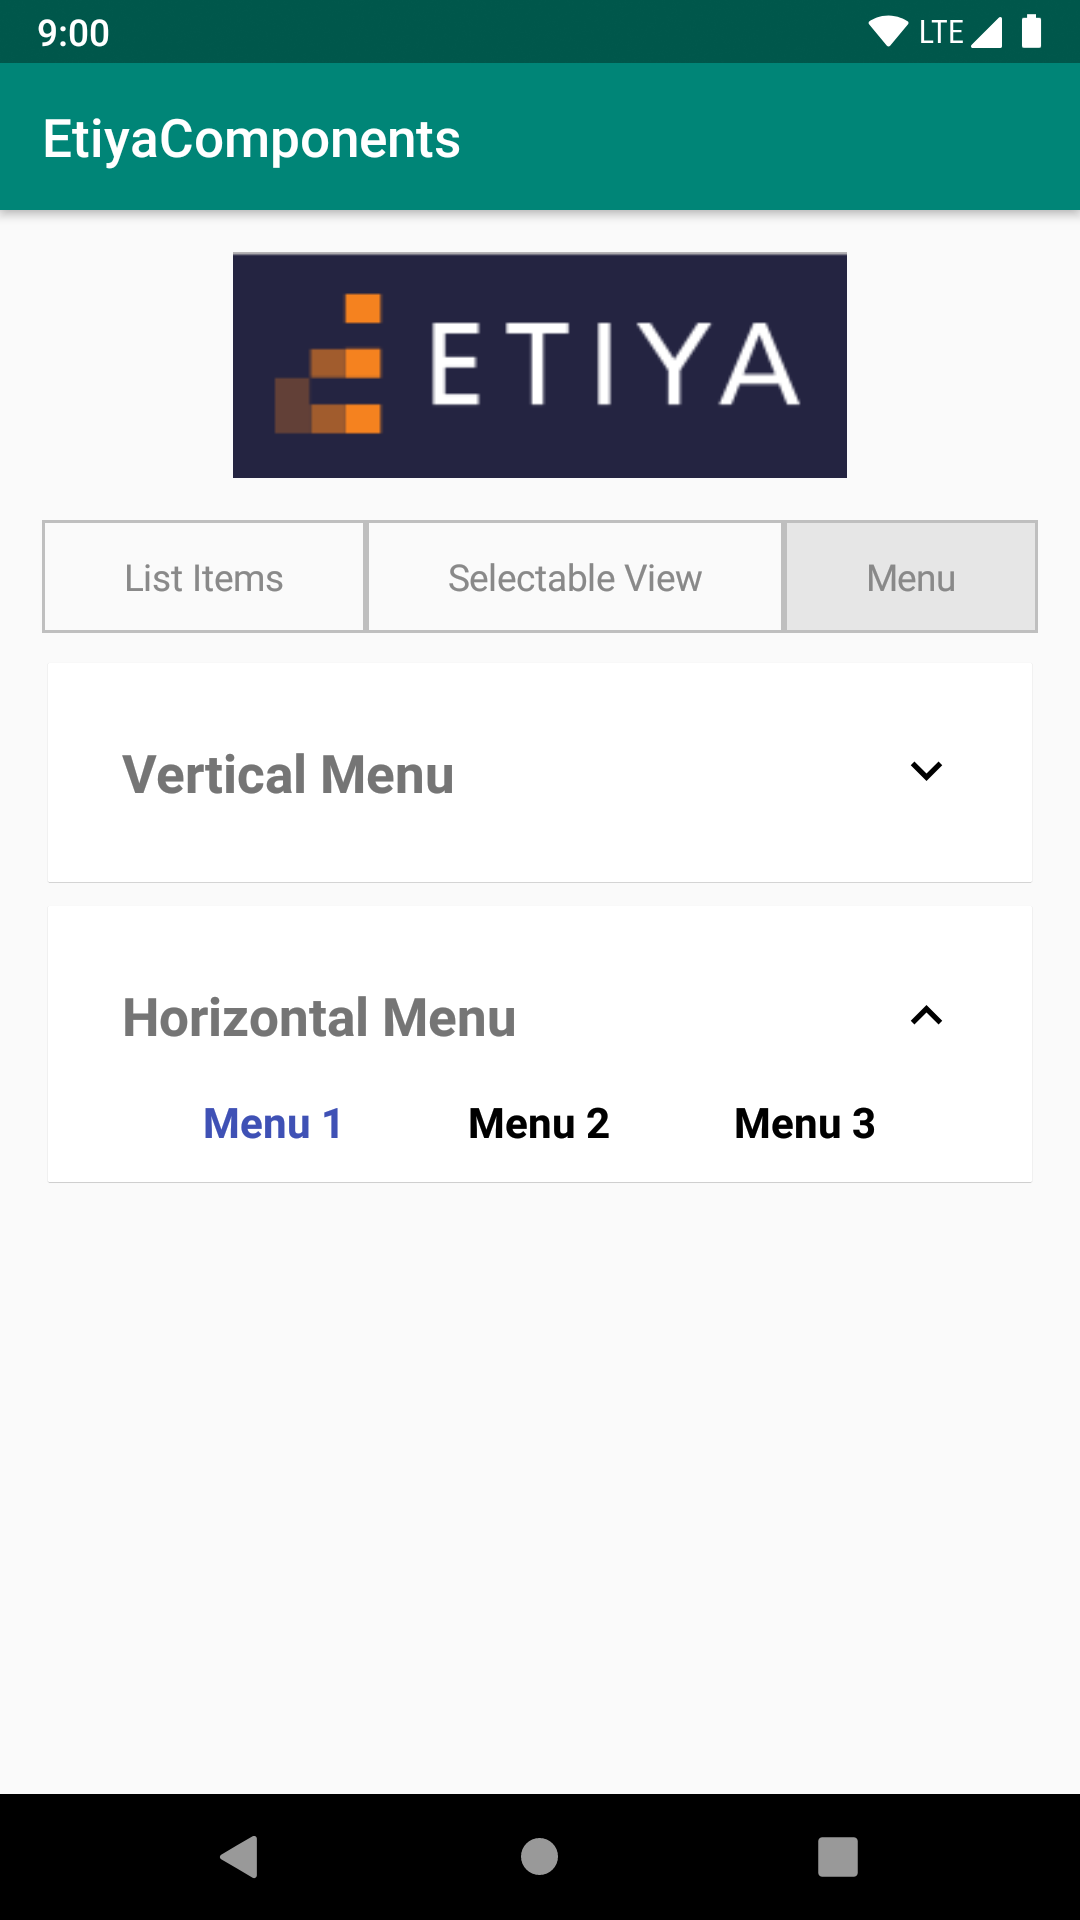 9:00 LTE
EtiyaComponents
ETIYA
List Items Selectable View Menu
Vertical Menu
Horizontal Menu
Menu 1 Menu 2 Menu 3